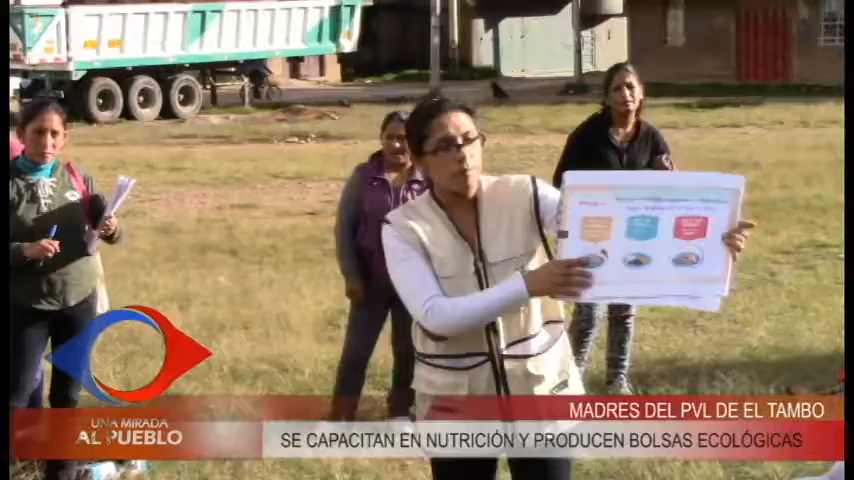 UNA MIRADA
AL PUEBLO
MADRES DEL PVL DE EL TAMBO
SE CAPACITAN EN NUTRICIÓN Y PRODUCEN BOLSAS ECOLÓGICAS